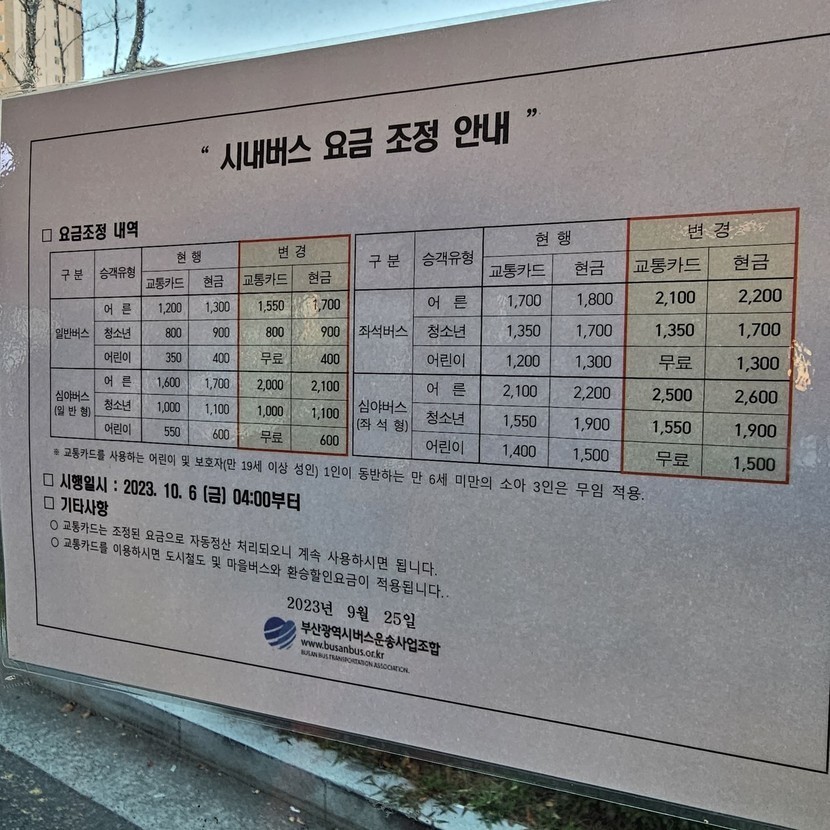 “ 시내버스 요금 조정 안내 ”
□ 요금조정 내역
구 분 승객유형 현 행 변 경
교통카드 현금 교통카드 현금
일반버스 어 른 1,200 1,300 1,550 1,700
청소년 800 900 800 900
어린이 350 400 무료 400
심야버스 (일 반 형) 어 른 1,600 1,700 2,000 2,100
청소년 1,000 1,100 1,000 1,100
어린이 550 600 무료 600
구 분 승객유형 현 행 변 경
교통카드 현금 교통카드 현금
좌석버스 어 른 1,700 1,800 2,100 2,200
청소년 1,350 1,700 1,350 1,700
어린이 1,200 1,300 무료 1,300
심야버스 (좌 석 형) 어 른 2,100 2,200 2,500 2,600
청소년 1,550 1,900 1,550 1,900
어린이 1,400 1,500 무료 1,500
※ 교통카드를 사용하는 어린이 및 보호자(만 19세 이상 성인) 1인이 동반하는 만 6세 미만의 소아 3인은 무임 적용.
□ 시행일시 : 2023. 10. 6 (금) 04:00부터
□ 기타사항
○ 교통카드는 조정된 요금으로 자동정산 처리되오니 계속 사용하시면 됩니다.
○ 교통카드를 이용하시면 도시철도 및 마을버스와 환승할인요금이 적용됩니다..
2023년 9월 25일
부산광역시버스운송사업조합
www.busanbus.or.kr
BUSAN BUS TRANSPORTATION ASSOCIATION.